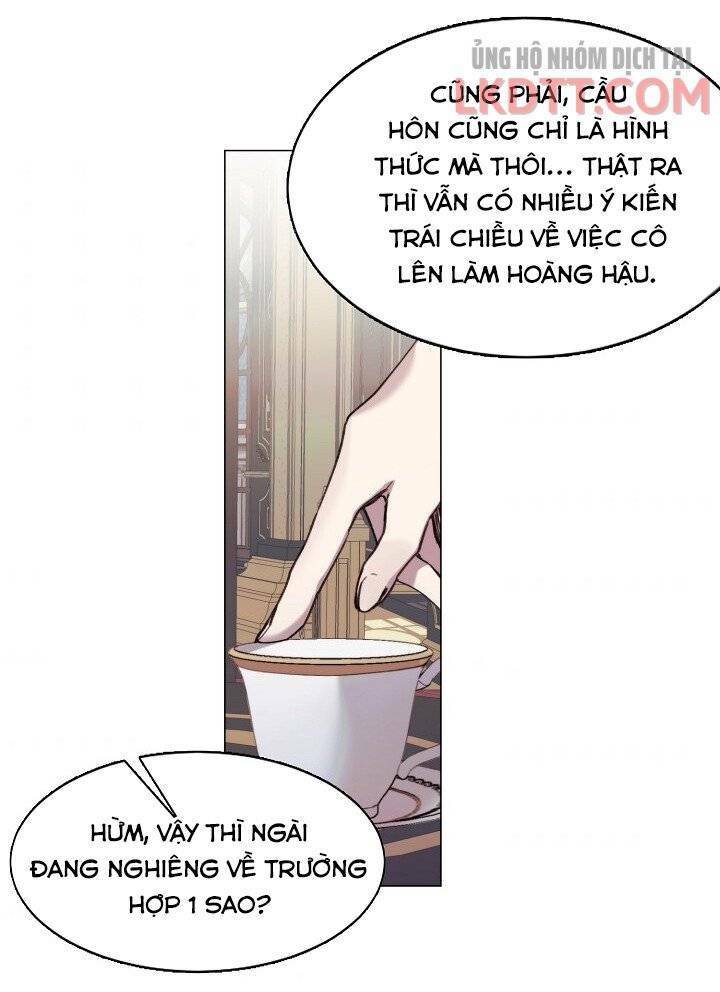 ỦNG HỘ NHÓM DỊCH TẠI
LKDTT.COM
CŨNG PHẢI, CẦU
HÔN CŨNG CHỈ LÀ HÌNH
THỨC MÀ THÔI... THẬT RA
THÌ VẪN CÓ NHIỀU Ý KIẾN
TRÁI CHIỀU VỀ VIỆC CÔ
LÊN LÀM HOÀNG HẬU.
HỪM, VẬY THÌ NGÀI
ĐANG NGHIÊNG VỀ TRƯỜNG
HỢP 1 SAO?